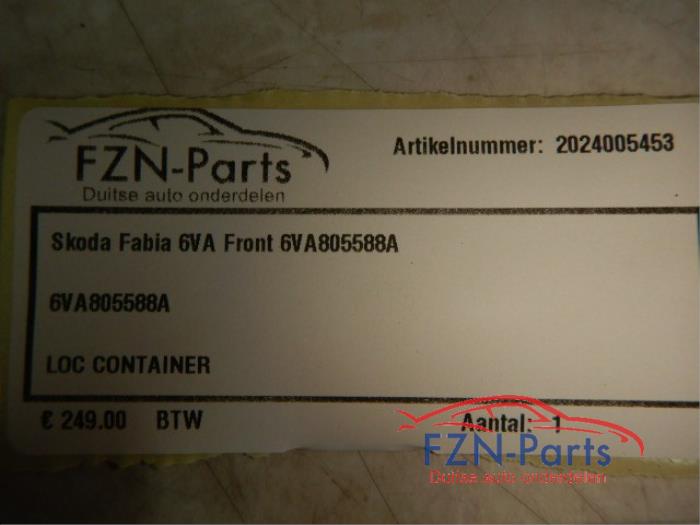 FZN-Parts
Duitse auto onderdelen
Artikelnummer: 2024005453
Skoda Fabia 6VA Front 6VA805588A
6VA805588A
LOC CONTAINER
€ 249.00 BTW
Aantal: 1
FZN-Parts
Duitse auto onderdelen